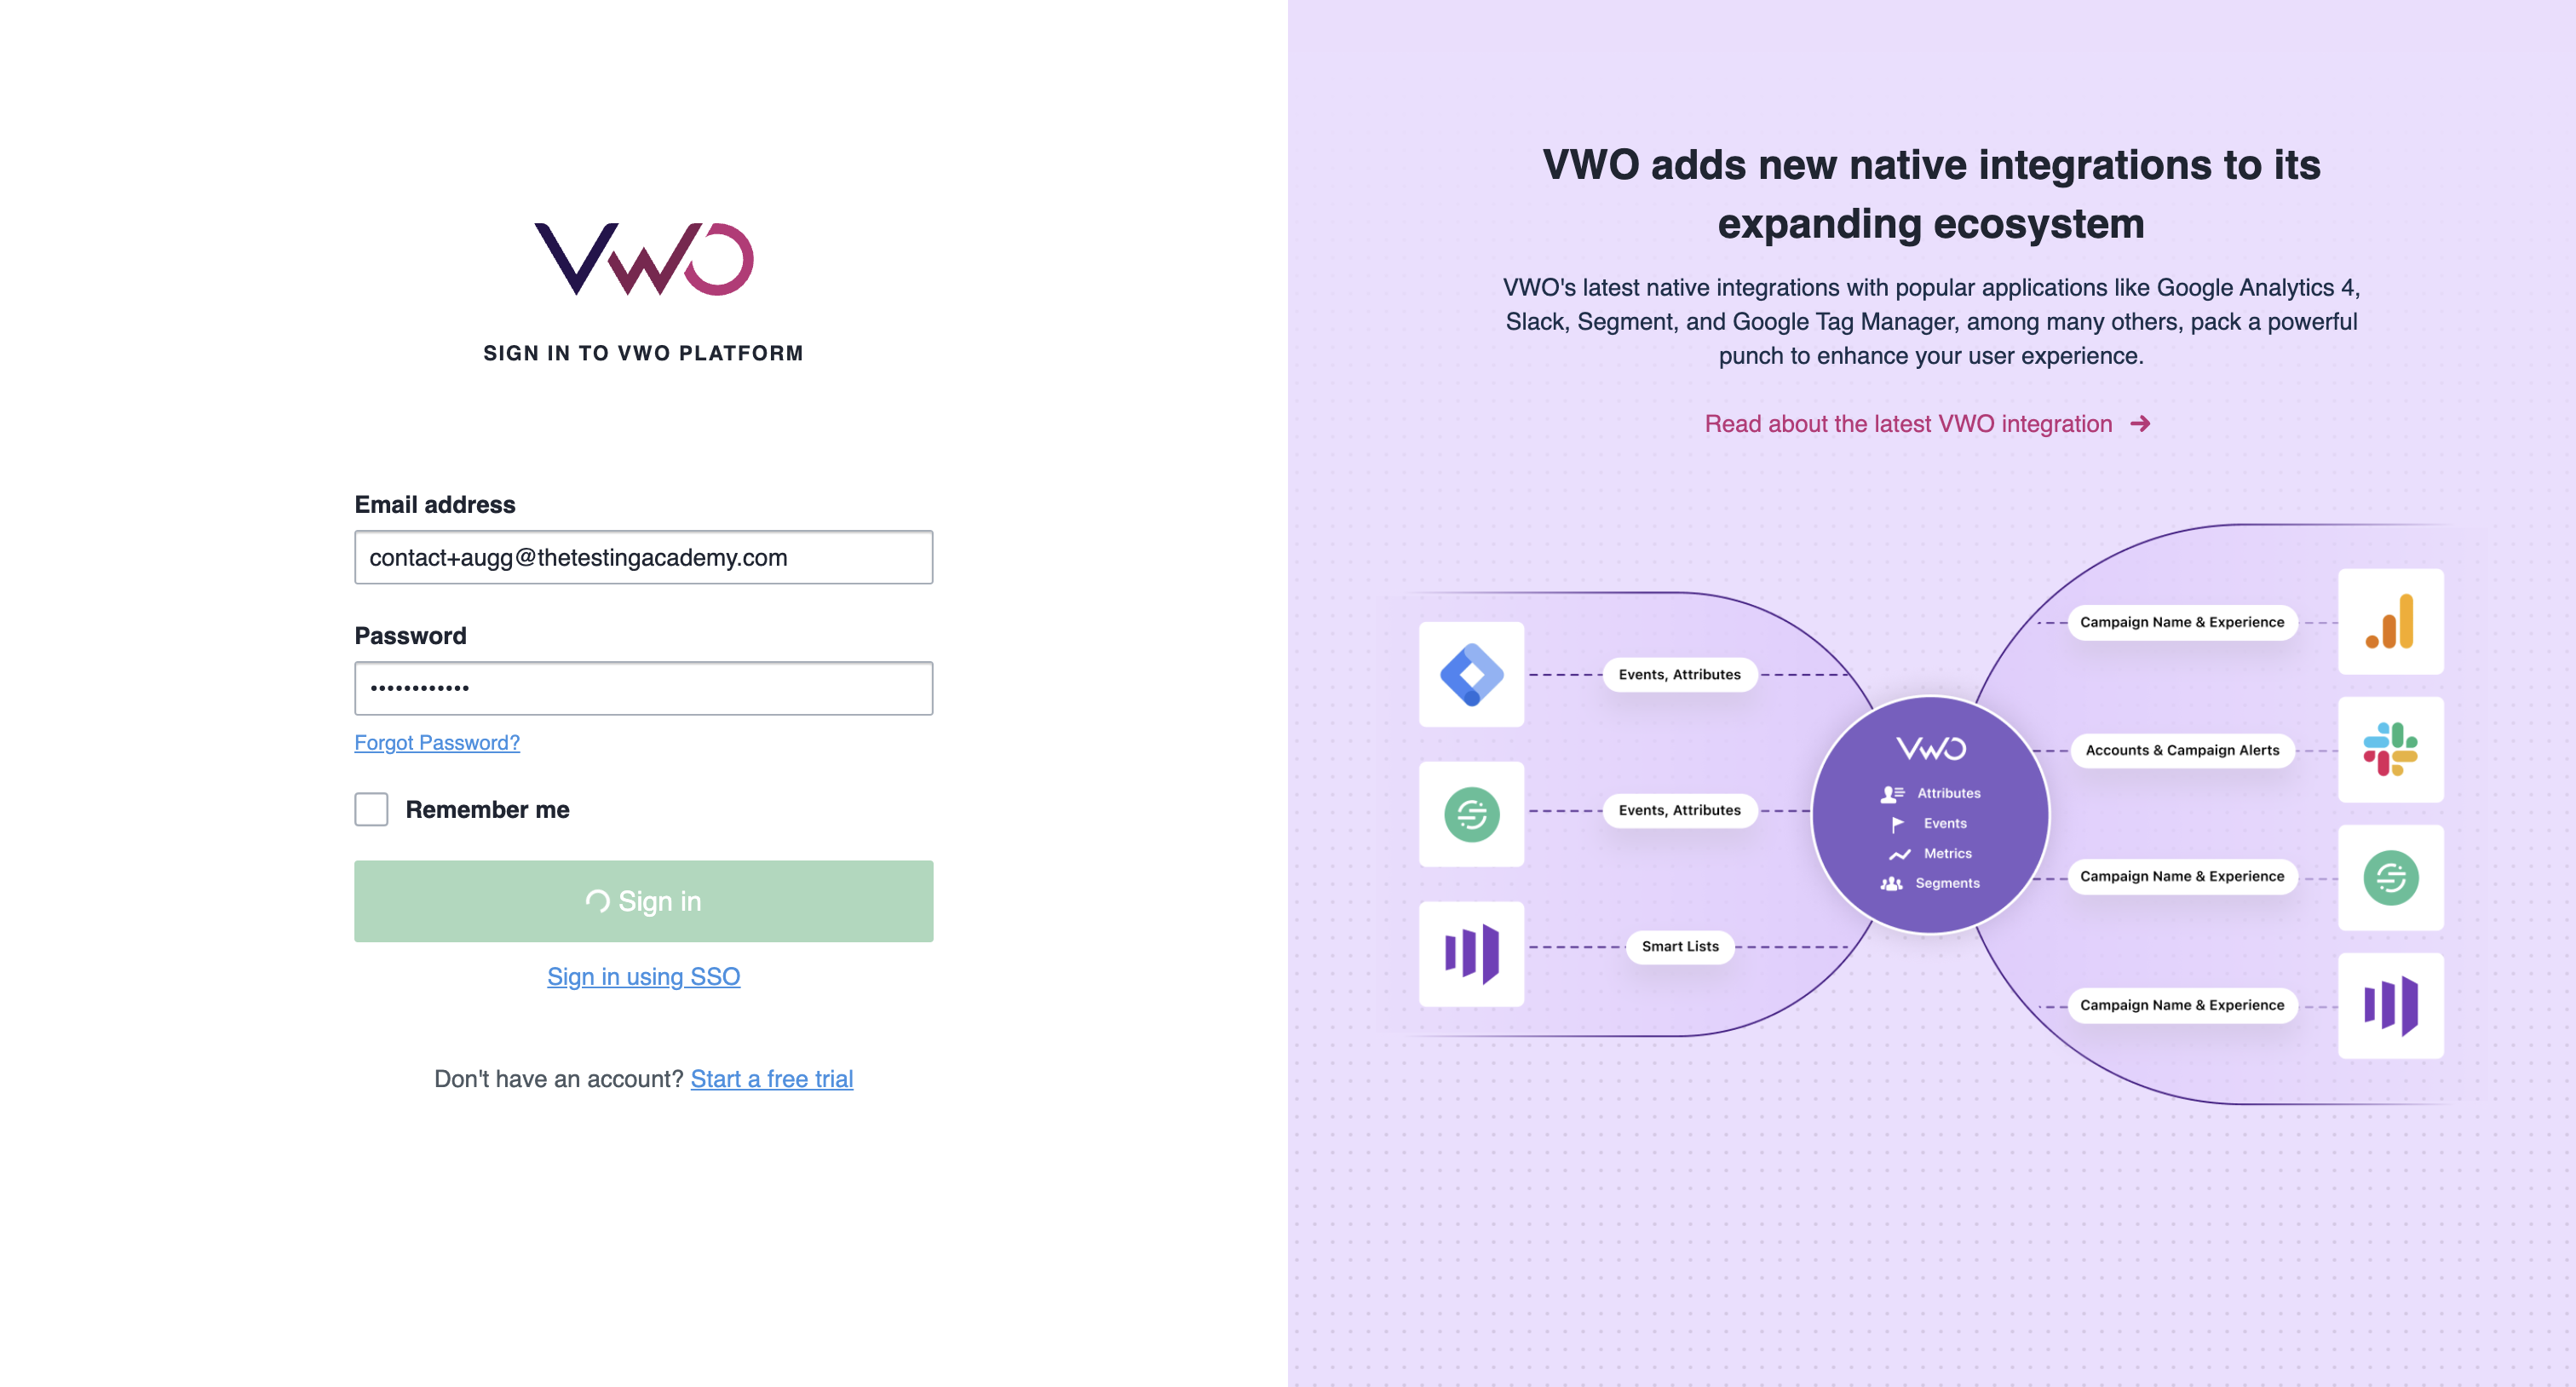 VWO
SIGN IN TO VWO PLATFORM
Email address
contact+augg@thetestingacademy.com
Password
••••••••••••
Forgot Password?
Remember me
Sign in
Sign in using SSO
Don't have an account? Start a free trial
VWO adds new native integrations to its
expanding ecosystem
VWO's latest native integrations with popular applications like Google Analytics 4,
Slack, Segment, and Google Tag Manager, among many others, pack a powerful
punch to enhance your user experience.
Read about the latest VWO integration
Events, Attributes
Events, Attributes
Smart Lists
VWO
Attributes
Events
Metrics
Segments
Campaign Name & Experience
Accounts & Campaign Alerts
Campaign Name & Experience
Campaign Name & Experience